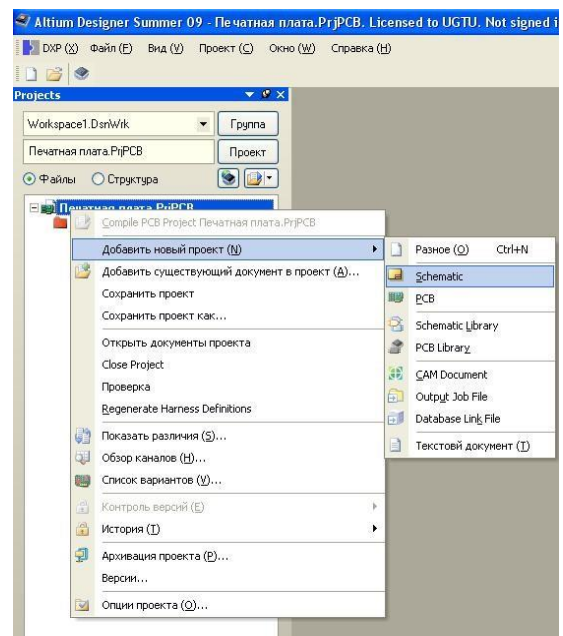 Altium Designer Summer 09 - Печатная плата.PrjPCB. Licensed to UGTU. Not signed i
DXP (X) Файл (F) Вид (V) Проект (C) Окно (W) Справка (H)
Projects
Workspace1.DsnWrk Группа
Печатная плата.PrjPCB Проект
Файлы Структура
Печатная плата.PrjPCB
Compile PCB Project Печатная плата.PrjPCB
Добавить новый проект (N)
Добавить существующий документ в проект (A)...
Сохранить проект
Сохранить проект как...
Открыть документы проекта
Close Project
Проверка
Regenerate Harness Definitions
Показать различия (S)...
Обзор каналов (H)...
Список вариантов (V)...
Контроль версий (E)
История (T)
Архивация проекта (P)...
Версии...
Опции проекта (O)...
Разное (O) Ctrl+N
Schematic
PCB
Schematic Library
PCB Library
CAM Document
Output Job File
Database Link File
Текстовй документ (T)